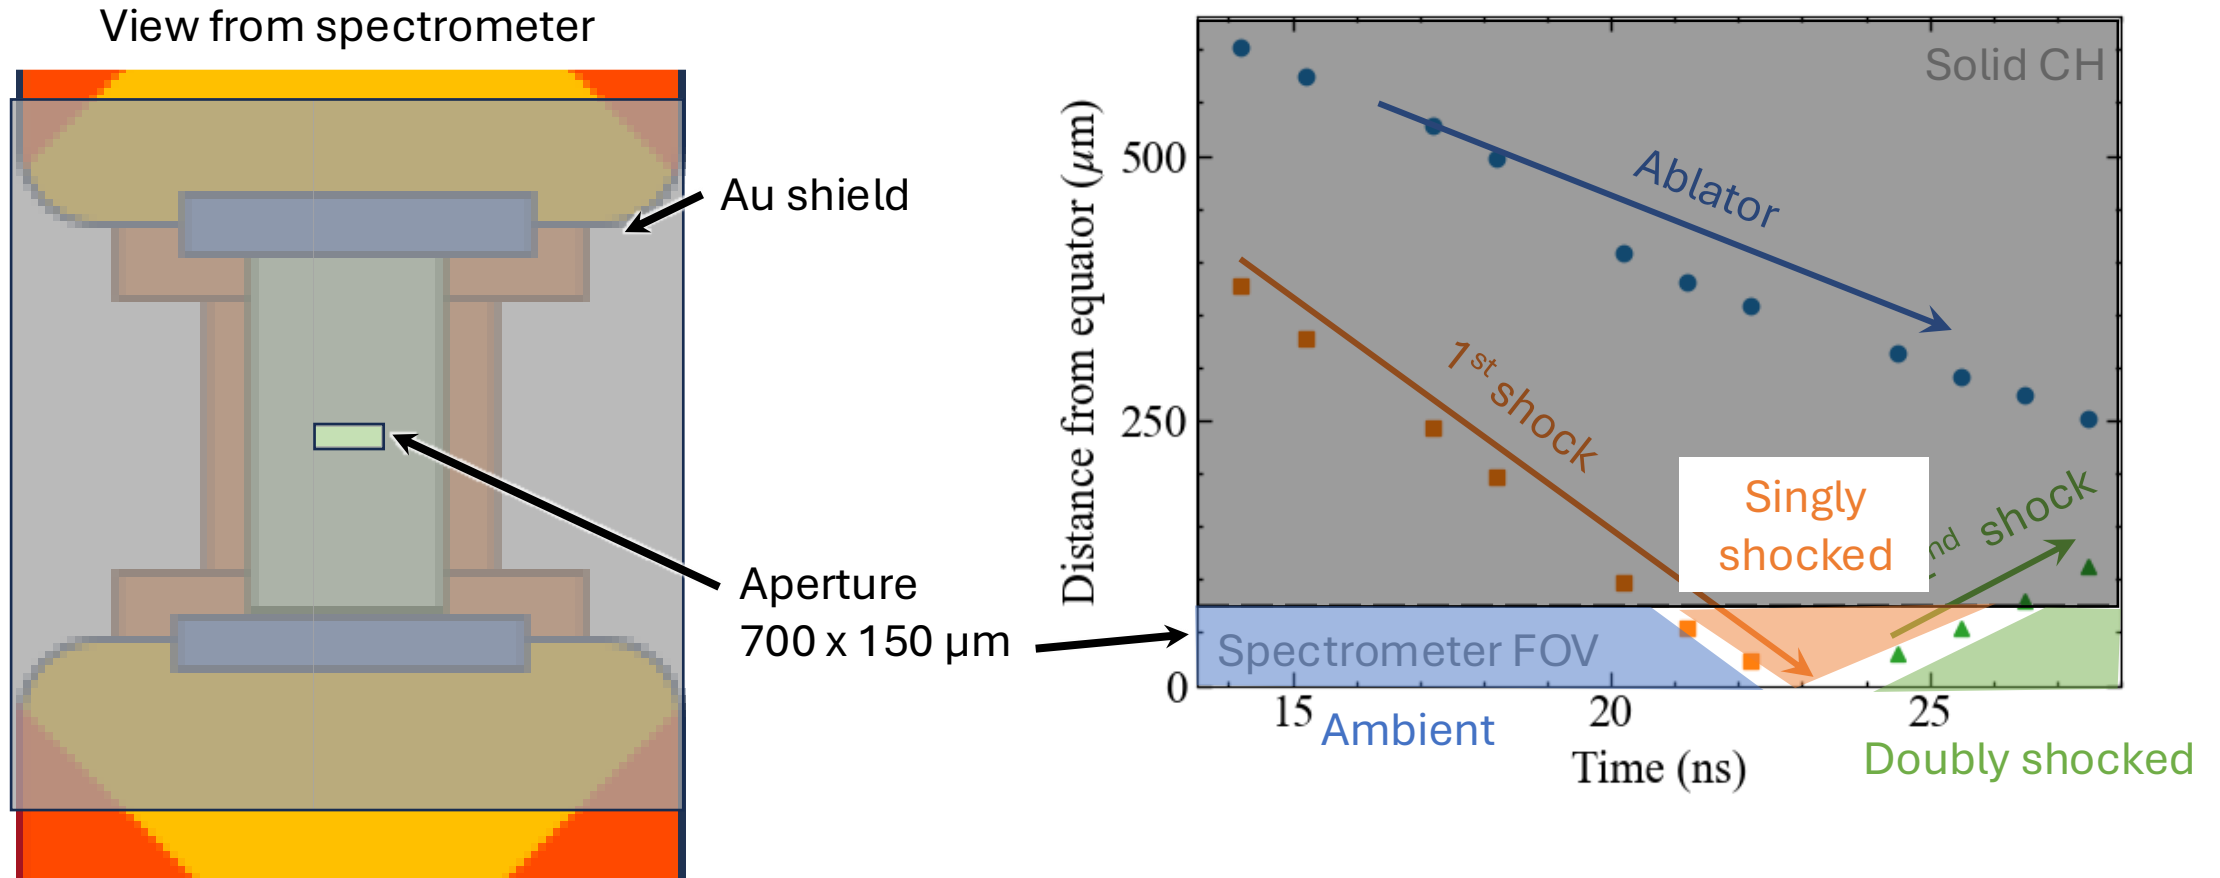 View from spectrometer
Au shield
Aperture
700 x 150 µm
Distance from equator (µm)
500
250
0
15
20
25
Time (ns)
Solid CH
Ablator
1st shock
Singly
shocked
nd shock
Spectrometer FOV
Ambient
Doubly shocked